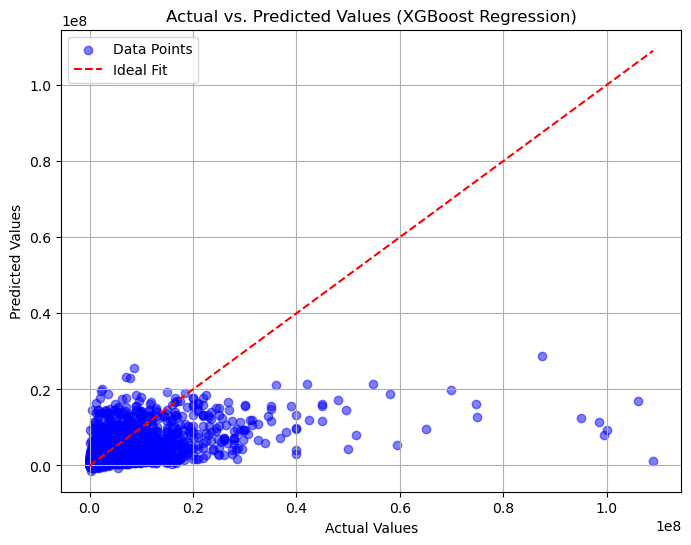 Actual vs. Predicted Values (XGBoost Regression)
1e8
Data Points
Ideal Fit
1.0
0.8
0.6
0.4
0.2
0.0
Predicted Values
0.0 0.2 0.4 0.6 0.8 1.0
1e8
Actual Values